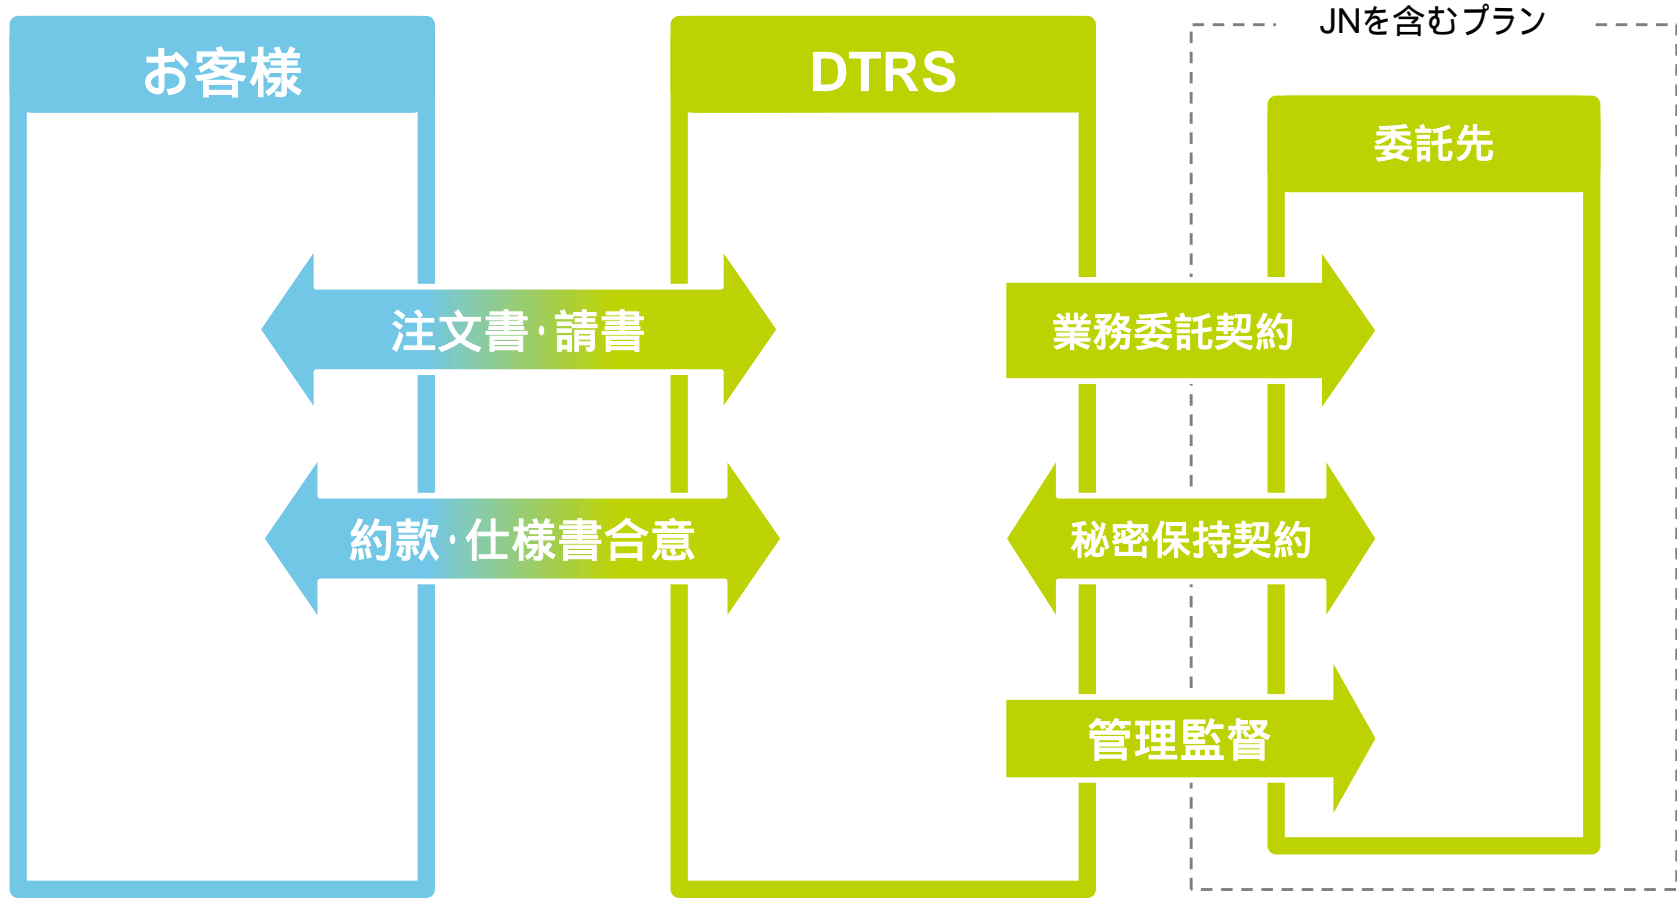 JNを含むプラン
お客様
DTRS
委託先
注文書・請書
業務委託契約
約款・仕様書合意
秘密保持契約
管理監督